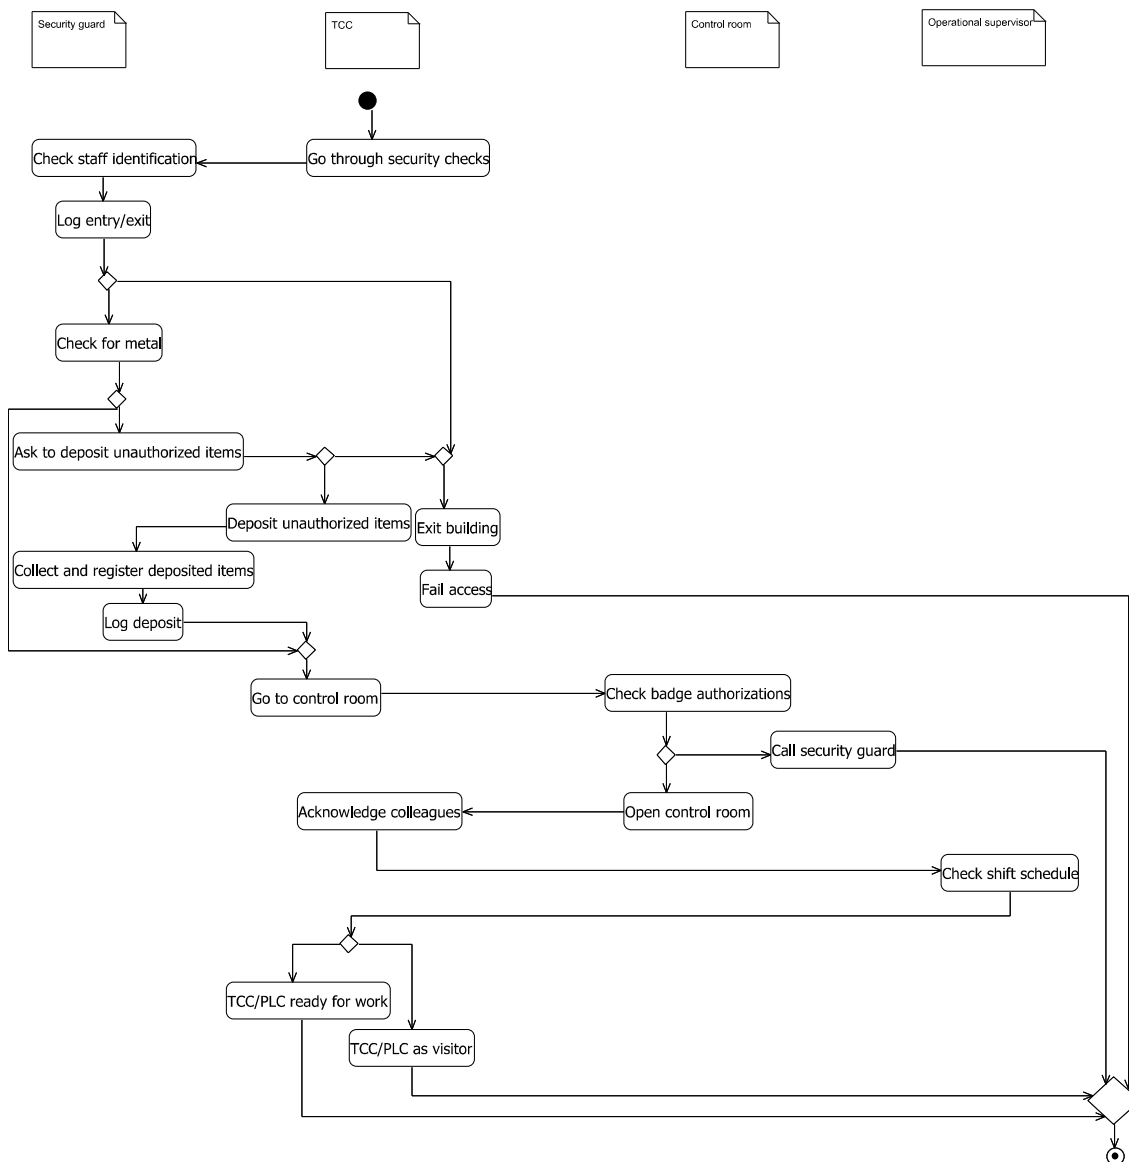 Security guard
TCC
Control room
Operational supervisor
Check staff identification
Go through security checks
Log entry/exit
Check for metal
Ask to deposit unauthorized items
Deposit unauthorized items
Exit building
Collect and register deposited items
Fail access
Log deposit
Go to control room
Check badge authorizations
Call security guard
Acknowledge colleagues
Open control room
Check shift schedule
TCC/PLC ready for work
TCC/PLC as visitor